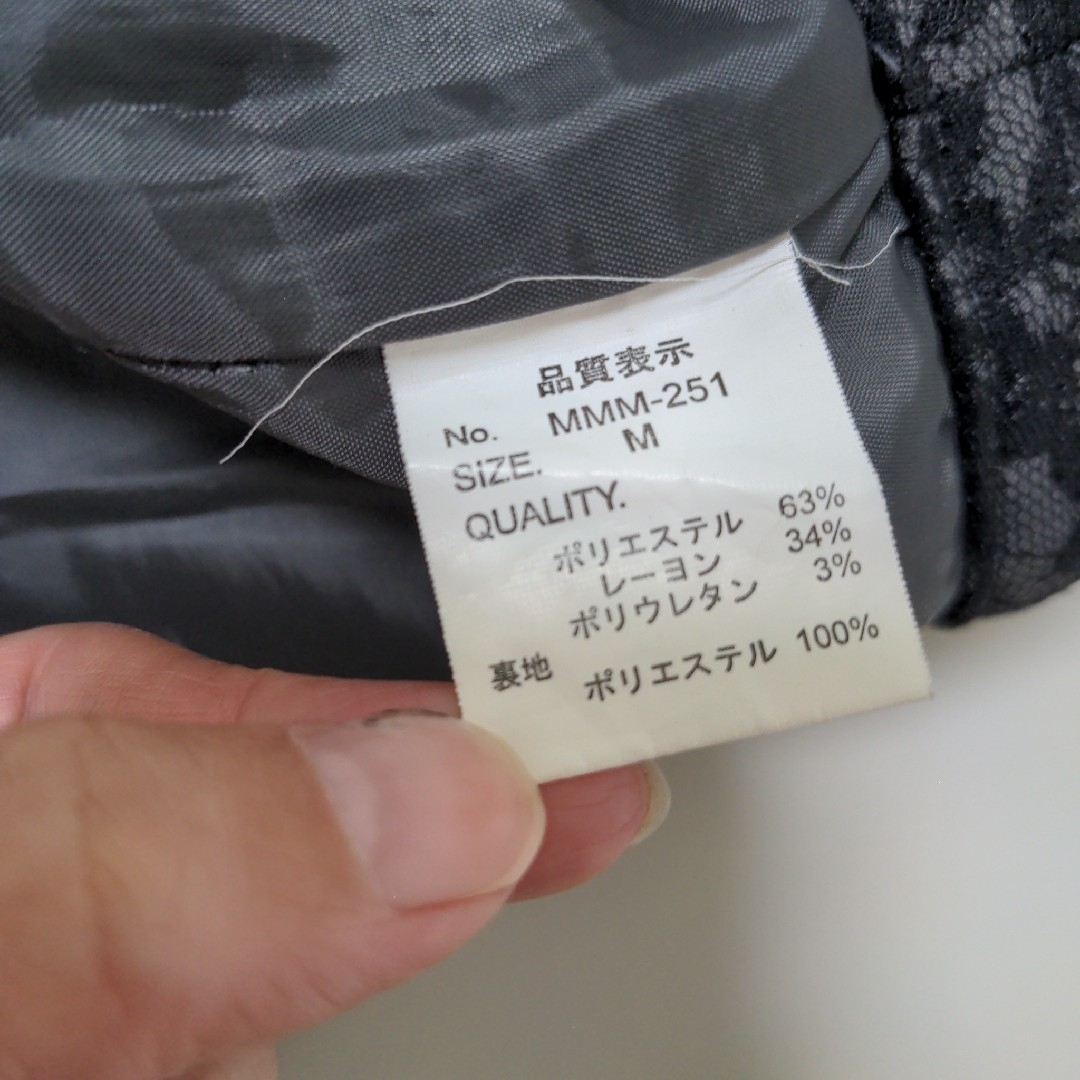 品質表示
No. MMM-251
SIZE. M
QUALITY.
ポリエステル 63%
レーヨン 34%
ポリウレタン 3%
裏地 ポリエステル 100%